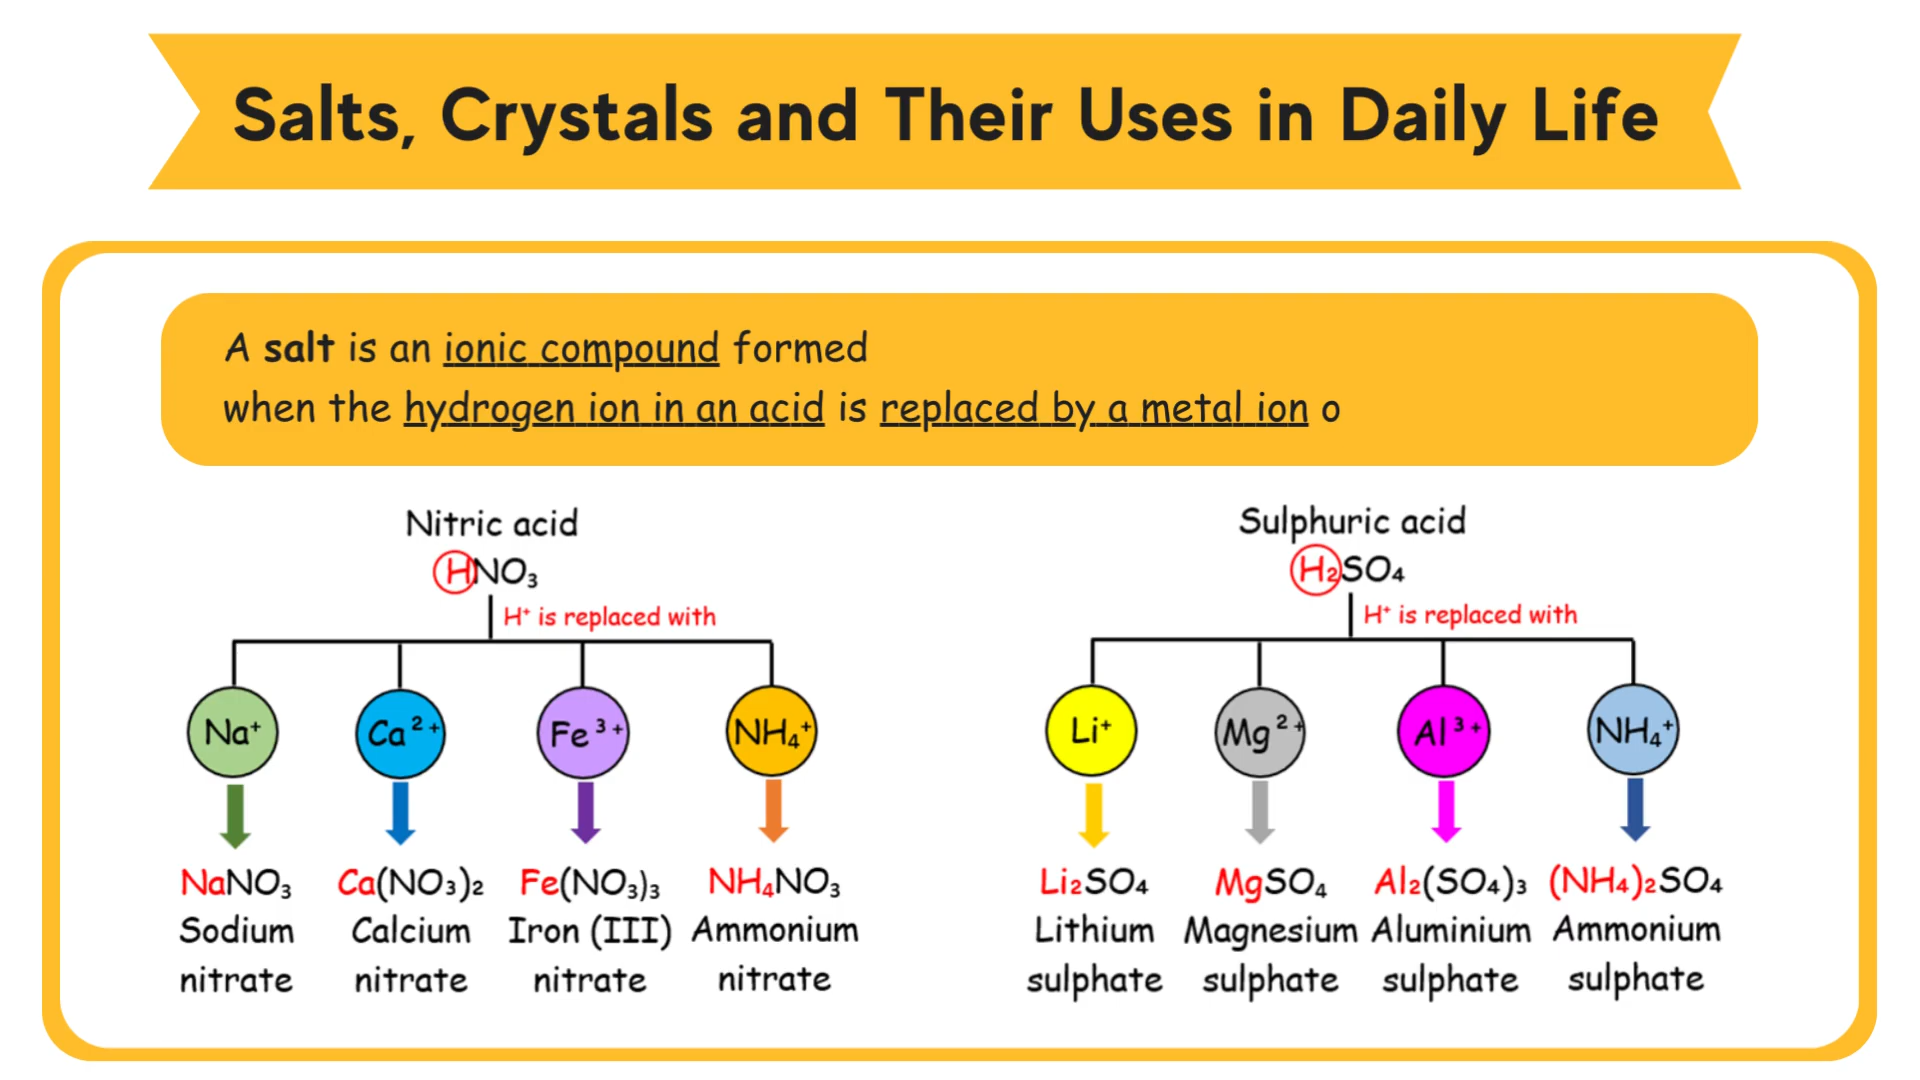 Salts, Crystals and Their Uses in Daily Life
A salt is an ionic compound formed
when the hydrogen ion in an acid is replaced by a metal ion o
Nitric acid
HNO₃
H⁺ is replaced with
Na⁺ Ca²⁺ Fe³⁺ NH₄⁺
NaNO₃ Ca(NO₃)₂ Fe(NO₃)₃ NH₄NO₃
Sodium Calcium Iron (III) Ammonium
nitrate nitrate nitrate nitrate
Sulphuric acid
H₂SO₄
H⁺ is replaced with
Li⁺ Mg²⁺ Al³⁺ NH₄⁺
Li₂SO₄ MgSO₄ Al₂(SO₄)₃ (NH₄)₂SO₄
Lithium Magnesium Aluminium Ammonium
sulphate sulphate sulphate sulphate